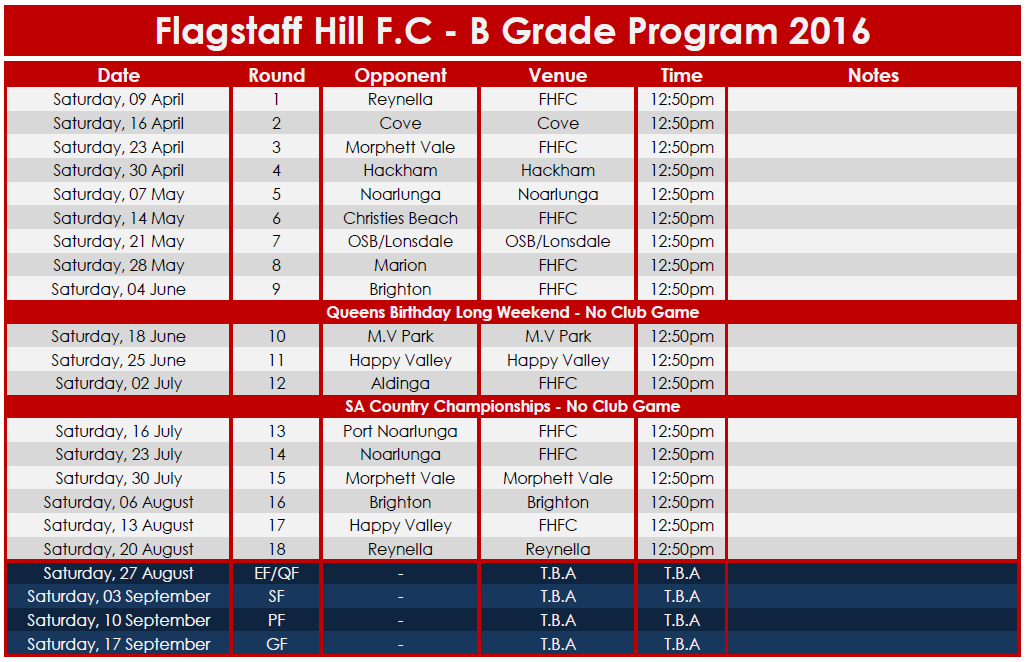 Flagstaff Hill F.C - B Grade Program 2016
Date Round Opponent Venue Time Notes
Saturday, 09 April 1 Reynella FHFC 12:50pm
Saturday, 16 April 2 Cove Cove 12:50pm
Saturday, 23 April 3 Morphett Vale FHFC 12:50pm
Saturday, 30 April 4 Hackham Hackham 12:50pm
Saturday, 07 May 5 Noarlunga Noarlunga 12:50pm
Saturday, 14 May 6 Christies Beach FHFC 12:50pm
Saturday, 21 May 7 OSB/Lonsdale OSB/Lonsdale 12:50pm
Saturday, 28 May 8 Marion FHFC 12:50pm
Saturday, 04 June 9 Brighton FHFC 12:50pm
Queens Birthday Long Weekend - No Club Game
Saturday, 18 June 10 M.V Park M.V Park 12:50pm
Saturday, 25 June 11 Happy Valley Happy Valley 12:50pm
Saturday, 02 July 12 Aldinga FHFC 12:50pm
SA Country Championships - No Club Game
Saturday, 16 July 13 Port Noarlunga FHFC 12:50pm
Saturday, 23 July 14 Noarlunga FHFC 12:50pm
Saturday, 30 July 15 Morphett Vale Morphett Vale 12:50pm
Saturday, 06 August 16 Brighton Brighton 12:50pm
Saturday, 13 August 17 Happy Valley FHFC 12:50pm
Saturday, 20 August 18 Reynella Reynella 12:50pm
Saturday, 27 August EF/QF - T.B.A T.B.A
Saturday, 03 September SF - T.B.A T.B.A
Saturday, 10 September PF - T.B.A T.B.A
Saturday, 17 September GF - T.B.A T.B.A